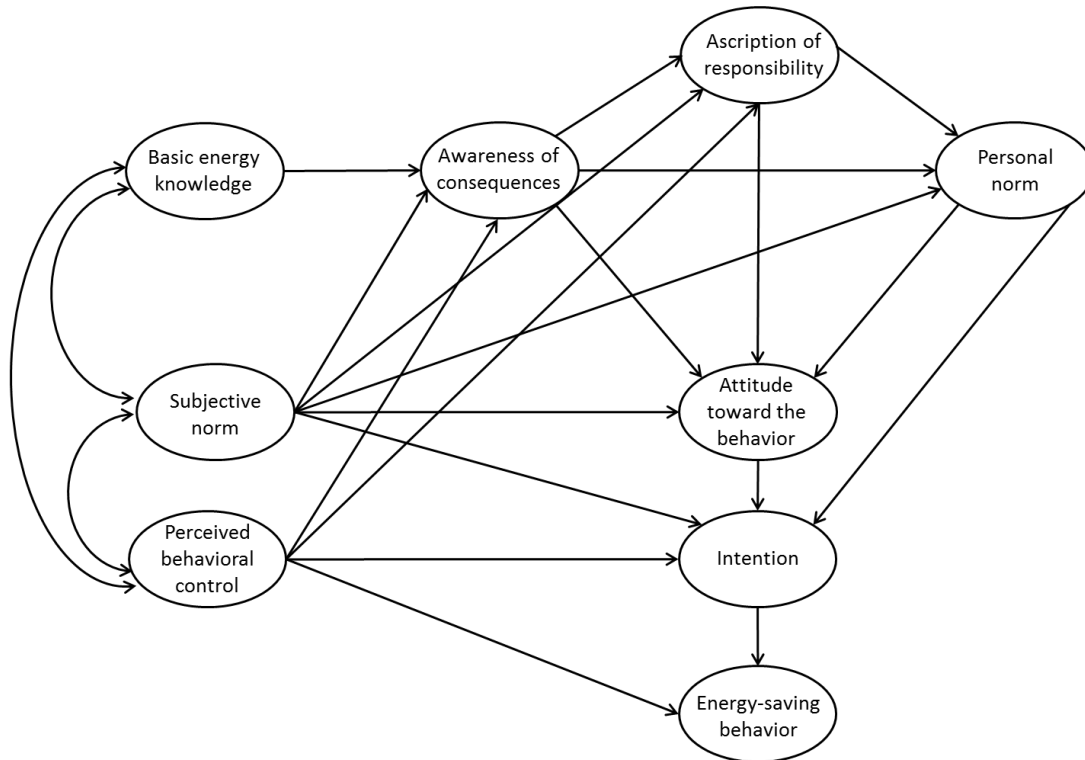 Ascription of
responsibility
Basic energy
knowledge
Awareness of
consequences
Personal
norm
Subjective
norm
Attitude
toward the
behavior
Perceived
behavioral
control
Intention
Energy-saving
behavior